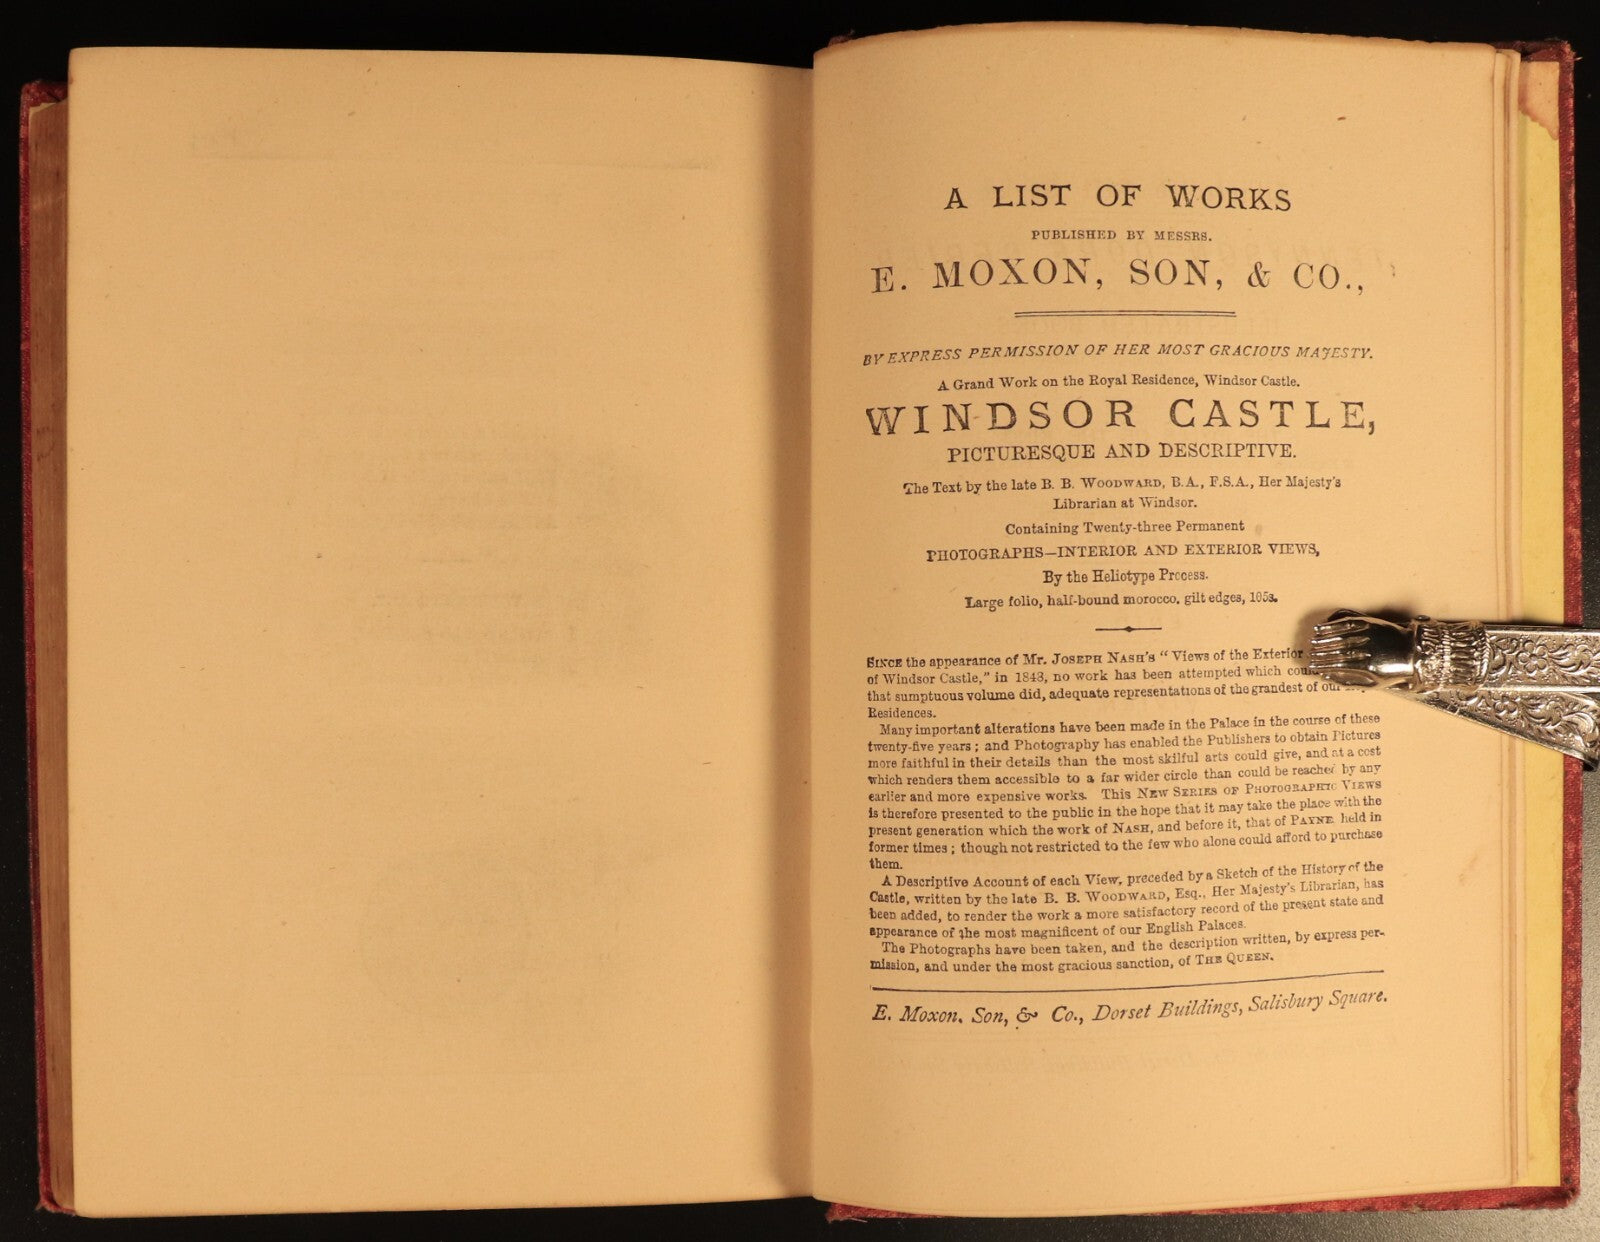 A LIST OF WORKS
PUBLISHED BY MESSRS.
E. MOXON, SON, & CO.,
BY EXPRESS PERMISSION OF HER MOST GRACIOUS MAJESTY.
A Grand Work on the Royal Residence, Windsor Castle.
WINDSOR CASTLE,
PICTURESQUE AND DESCRIPTIVE.
The Text by the late B. B. WOODWARD, B.A., F.S.A., Her Majesty's
Librarian at Windsor.
Containing Twenty-three Permanent
PHOTOGRAPHS—INTERIOR AND EXTERIOR VIEWS,
By the Heliotype Process.
Large folio, half-bound morocco, gilt edges, 105s.
SINCE the appearance of Mr. JOSEPH NASH'S "Views of the Exterior
of Windsor Castle," in 1848, no work has been attempted which
that sumptuous volume did, adequate representations of the grandest of our
Residences.
Many important alterations have been made in the Palace in the course of these
twenty-five years; and Photography has enabled the Publishers to obtain Pictures
more faithful in their details than the most skilful arts could give, and at a cost
which renders them accessible to a far wider circle than could be reached by any
earlier and more expensive works. This NEW SERIES OF PHOTOGRAPHIC VIEWS
is therefore presented to the public in the hope that it may take the place with the
present generation which the work of NASH, and before it, that of PAYNE held in
former times; though not restricted to the few who alone could afford to purchase
them.
A Descriptive Account of each View, preceded by a Sketch of the History of the
Castle, written by the late B. B. WOODWARD, Esq., Her Majesty's Librarian, has
been added, to render the work a more satisfactory record of the present state and
appearance of the most magnificent of our English Palaces.
The Photographs have been taken, and the description written, by express per-
mission, and under the most gracious sanction, of THE QUEEN.
E. Moxon, Son, & Co., Dorset Buildings, Salisbury Square.